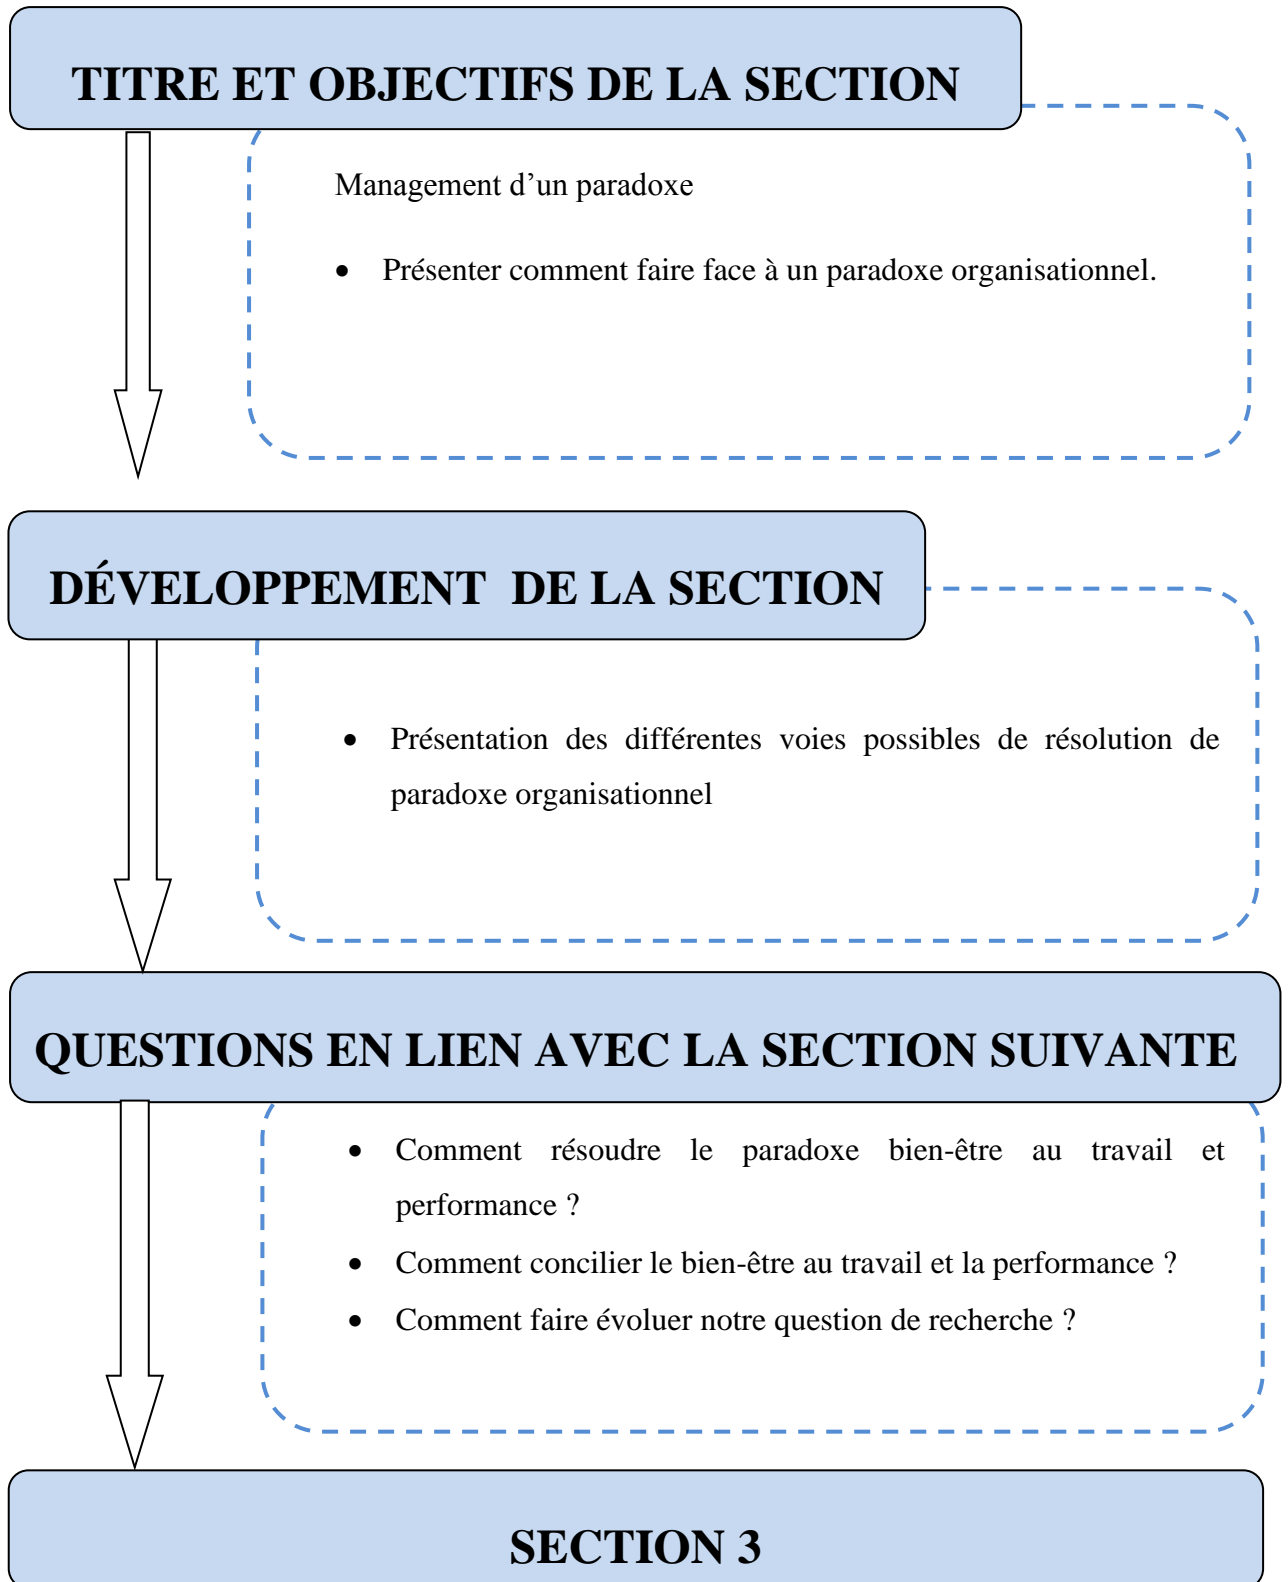 TITRE ET OBJECTIFS DE LA SECTION
Management d’un paradoxe
• Présenter comment faire face à un paradoxe organisationnel.
DÉVELOPPEMENT  DE LA SECTION
• Présentation des différentes voies possibles de résolution de
paradoxe organisationnel
QUESTIONS EN LIEN AVEC LA SECTION SUIVANTE
• Comment résoudre le paradoxe bien-être au travail et
performance ?
• Comment concilier le bien-être au travail et la performance ?
• Comment faire évoluer notre question de recherche ?
SECTION 3